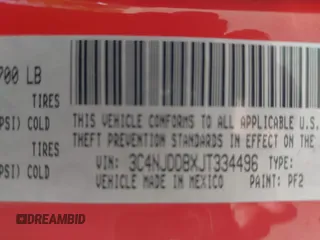 700 LB
TIRES
PSI) COLD
TIRES
PSI) COLD
THIS VEHICLE CONFORMS TO ALL APPLICABLE U.S.
THEFT PREVENTION STANDARDS IN EFFECT ON THE
VIN: 3C4NJDDBXJT334496 TYPE:
VEHICLE MADE IN MEXICO PAINT: PF2
DREAMBID